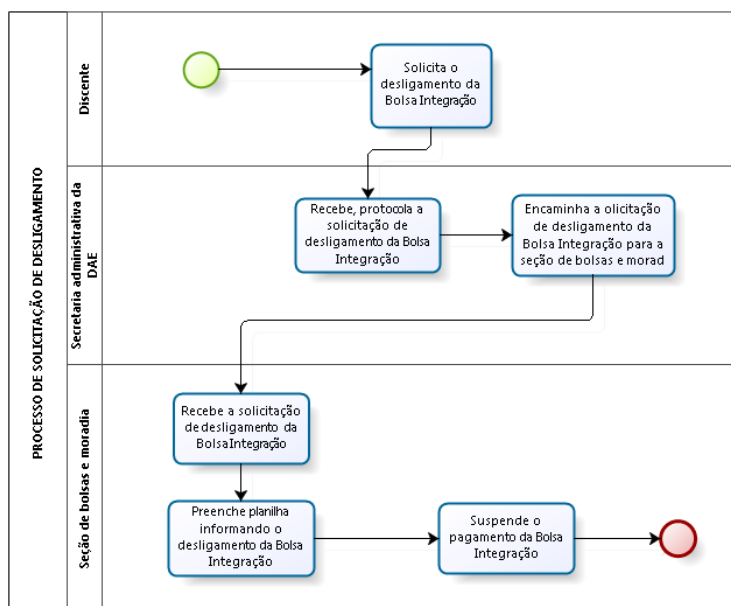 PROCESSO DE SOLICITAÇÃO DE DESLIGAMENTO
Discente
Solicita o
desligamento da
Bolsa Integração
Secretaria administrativa da
DAE
Recebe, protocola a
solicitação de
desligamento da Bolsa
Integração
Encaminha a olicitação
de desligamento da
Bolsa Integração para a
seção de bolsas e morad
Seção de bolsas e moradia
Recebe a solicitação
de desligamento da
Bolsa Integração
Preenche planilha
informando o
desligamento da Bolsa
Integração
Suspende o
pagamento da Bolsa
Integração